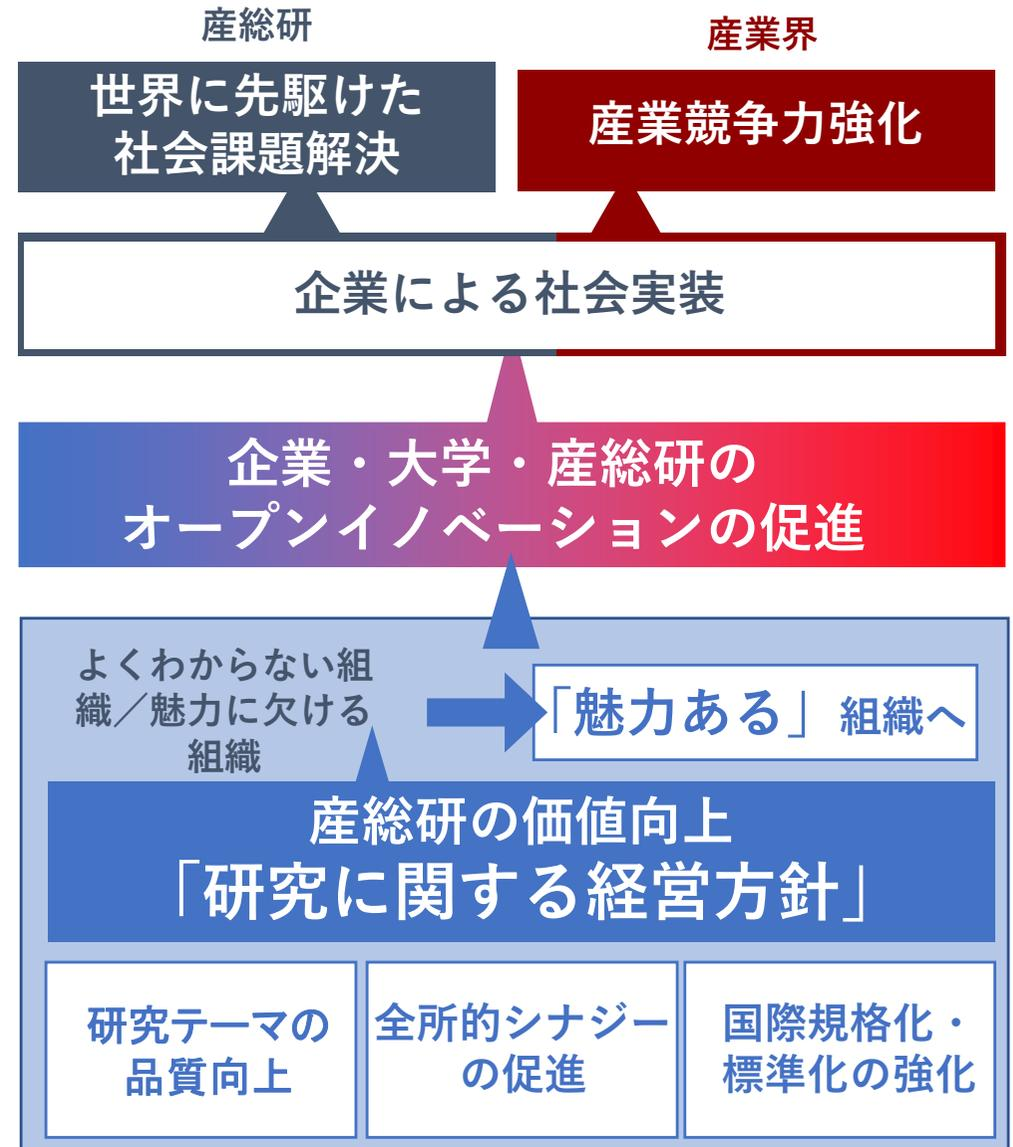 産総研
産業界
世界に先駆けた
社会課題解決
産業競争力強化
企業による社会実装
企業・大学・産総研の
オープンイノベーションの促進
よくわからない組
織／魅力に欠ける
組織
「魅力ある」組織へ
産総研の価値向上
「研究に関する経営方針」
研究テーマの
品質向上
全所的シナジー
の促進
国際規格化・
標準化の強化